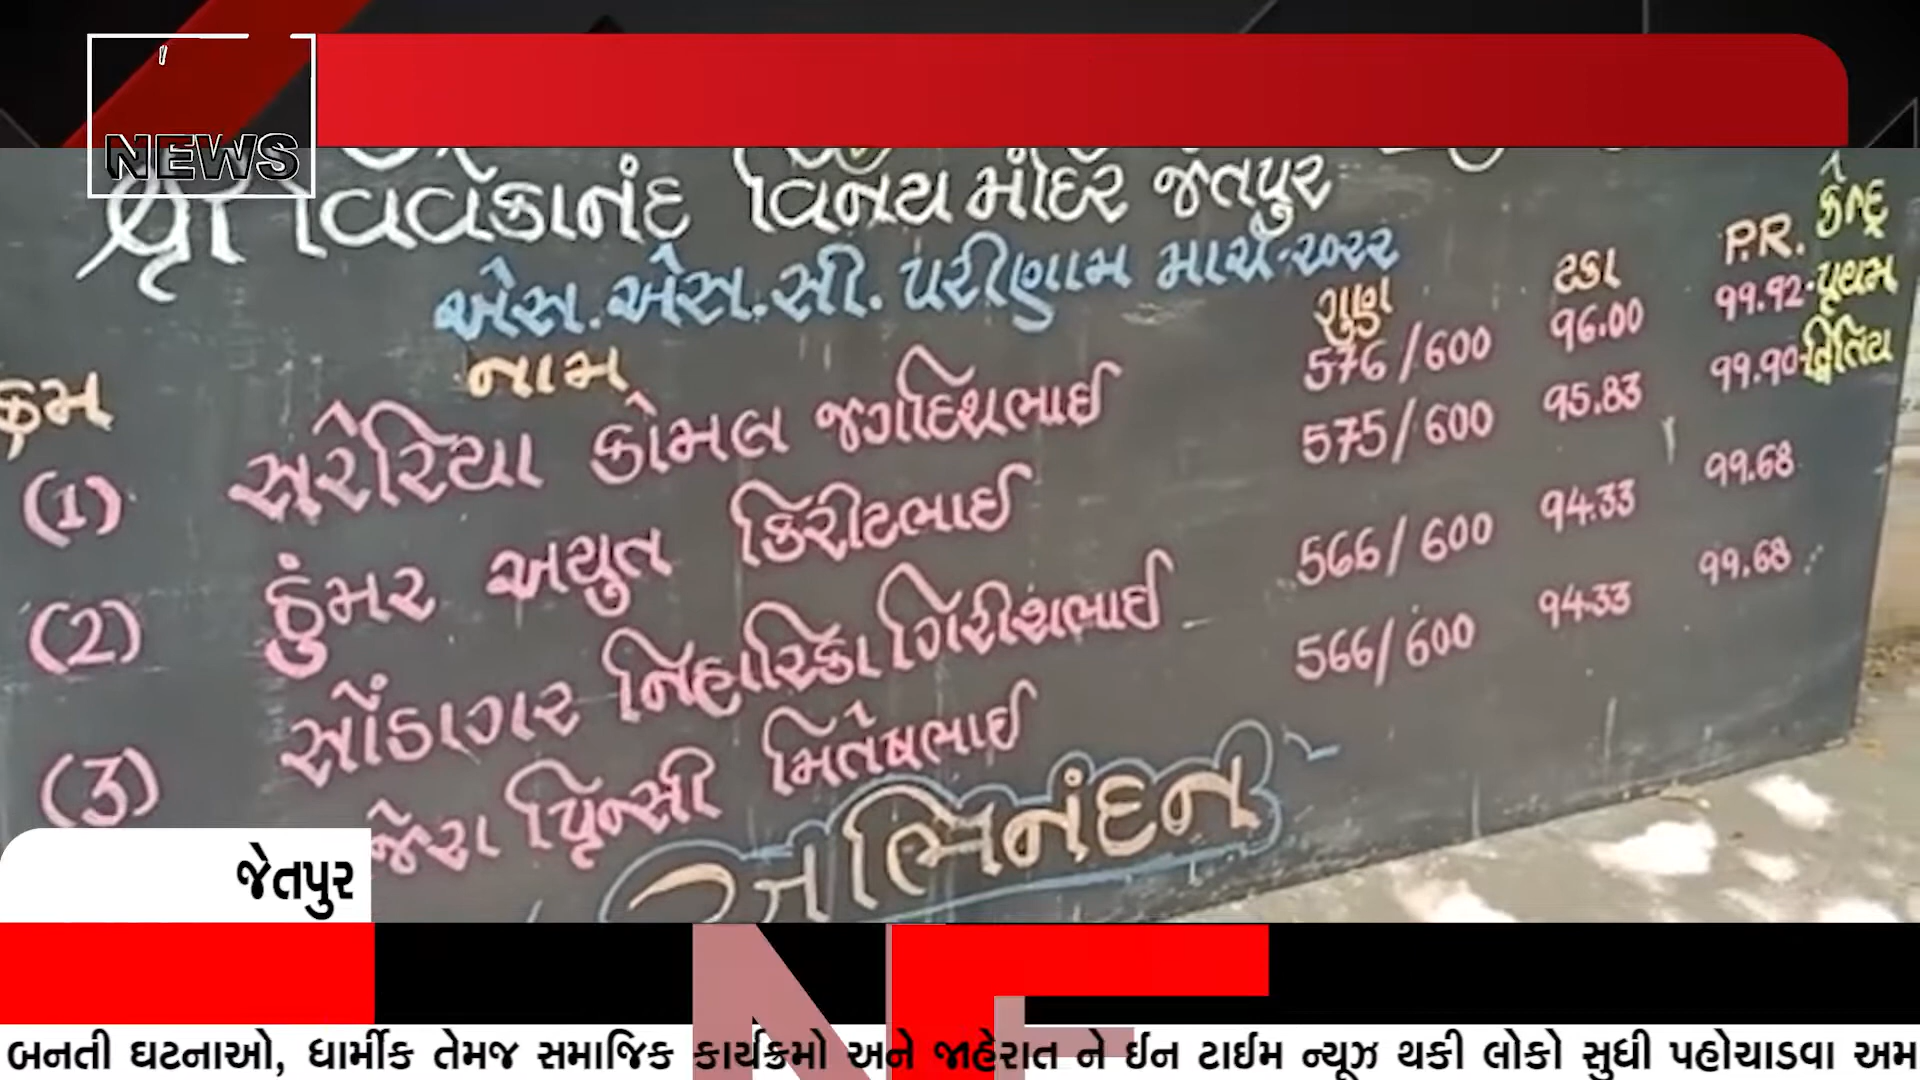 NEWS
શ્રી વિવેકાનંદ વિનય મંદિર જેતપુર
એસ.એસ.સી. પરીણામ માર્ચ-૨૦૨૨
ક્રમ નામ ગુણ ટકા P.R. કેન્દ્ર
(1) અરેરિયા કોમલ જગદિશભાઈ 576/600 96.00 99.92-પ્રથમ
(2) ઠુંમર અચુત કિરીટભાઈ 575/600 95.83 99.90-દ્વિતિય
(3) સોંડાગર નિહારિકા ગિરીશભાઈ 566/600 94.33 99.68
પ્રિન્સી મિતેષભાઈ 566/600 94.33 99.68
અભિનંદન
જેતપુર
બનતી ઘટનાઓ, ધાર્મીક તેમજ સમાજિક કાર્યક્રમો અને જાહેરાત ને ઈન ટાઈમ ન્યૂઝ થકી લોકો સુધી પહોચાડવા અમ